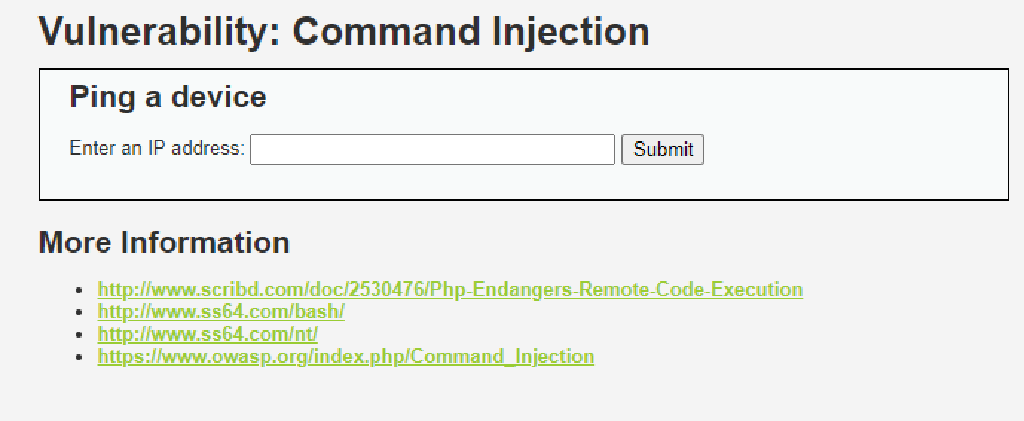 Vulnerability: Command Injection
Ping a device
Enter an IP address: Submit
More Information
http://www.scribd.com/doc/2530476/Php-Endangers-Remote-Code-Execution
http://www.ss64.com/bash/
http://www.ss64.com/nt/
https://www.owasp.org/index.php/Command_Injection